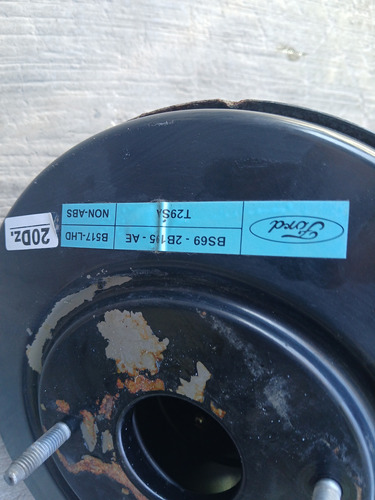 Ford
BS69 - 2B195 - AE
B517-LHD
T29SA
NON-ABS
20DZ.